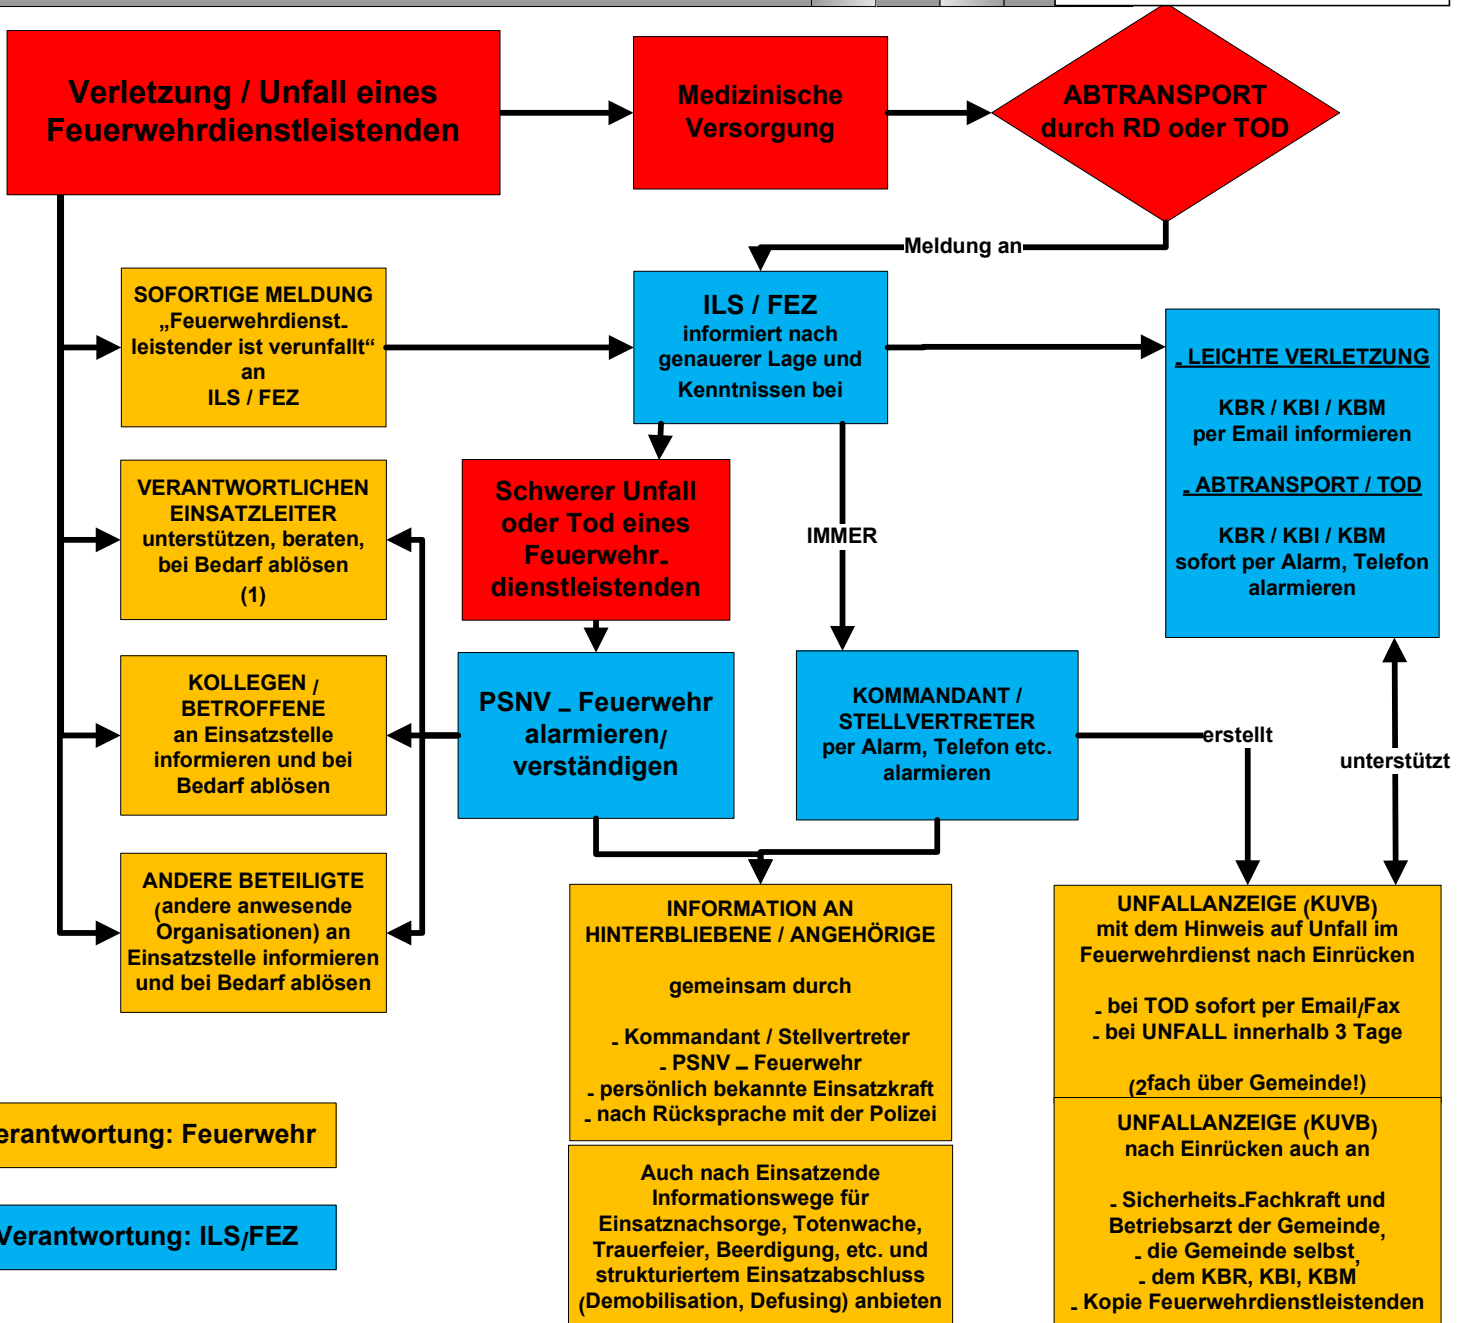 Verletzung / Unfall eines
Feuerwehrdienstleistenden
Medizinische
Versorgung
ABTRANSPORT
durch RD oder TOD
Meldung an
SOFORTIGE MELDUNG
„Feuerwehrdienst-
leistender ist verunfallt“
an
ILS / FEZ
ILS / FEZ
informiert nach
genauerer Lage und
Kenntnissen bei
- LEICHTE VERLETZUNG
KBR / KBI / KBM
per Email informieren
- ABTRANSPORT / TOD
KBR / KBI / KBM
sofort per Alarm, Telefon
alarmieren
VERANTWORTLICHEN
EINSATZLEITER
unterstützen, beraten,
bei Bedarf ablösen
(1)
Schwerer Unfall
oder Tod eines
Feuerwehr-
dienstleistenden
IMMER
KOLLEGEN /
BETROFFENE
an Einsatzstelle
informieren und bei
Bedarf ablösen
PSNV - Feuerwehr
alarmieren/
verständigen
KOMMANDANT /
STELLVERTRETER
per Alarm, Telefon etc.
alarmieren
erstellt
unterstützt
ANDERE BETEILIGTE
(andere anwesende
Organisationen) an
Einsatzstelle informieren
und bei Bedarf ablösen
INFORMATION AN
HINTERBLIEBENE / ANGEHÖRIGE
gemeinsam durch
- Kommandant / Stellvertreter
- PSNV – Feuerwehr
- persönlich bekannte Einsatzkraft
- nach Rücksprache mit der Polizei
UNFALLANZEIGE (KUVB)
mit dem Hinweis auf Unfall im
Feuerwehrdienst nach Einrücken
- bei TOD sofort per Email/Fax
- bei UNFALL innerhalb 3 Tage
(2fach über Gemeinde!)
erantwortung: Feuerwehr
Verantwortung: ILS/FEZ
Auch nach Einsatzende
Informationswege für
Einsatznachsorge, Totenwache,
Trauerfeier, Beerdigung, etc. und
strukturiertem Einsatzabschluss
(Demobilisation, Defusing) anbieten
UNFALLANZEIGE (KUVB)
nach Einrücken auch an
- Sicherheits-Fachkraft und
Betriebsarzt der Gemeinde,
- die Gemeinde selbst,
- dem KBR, KBI, KBM
- Kopie Feuerwehrdienstleistenden